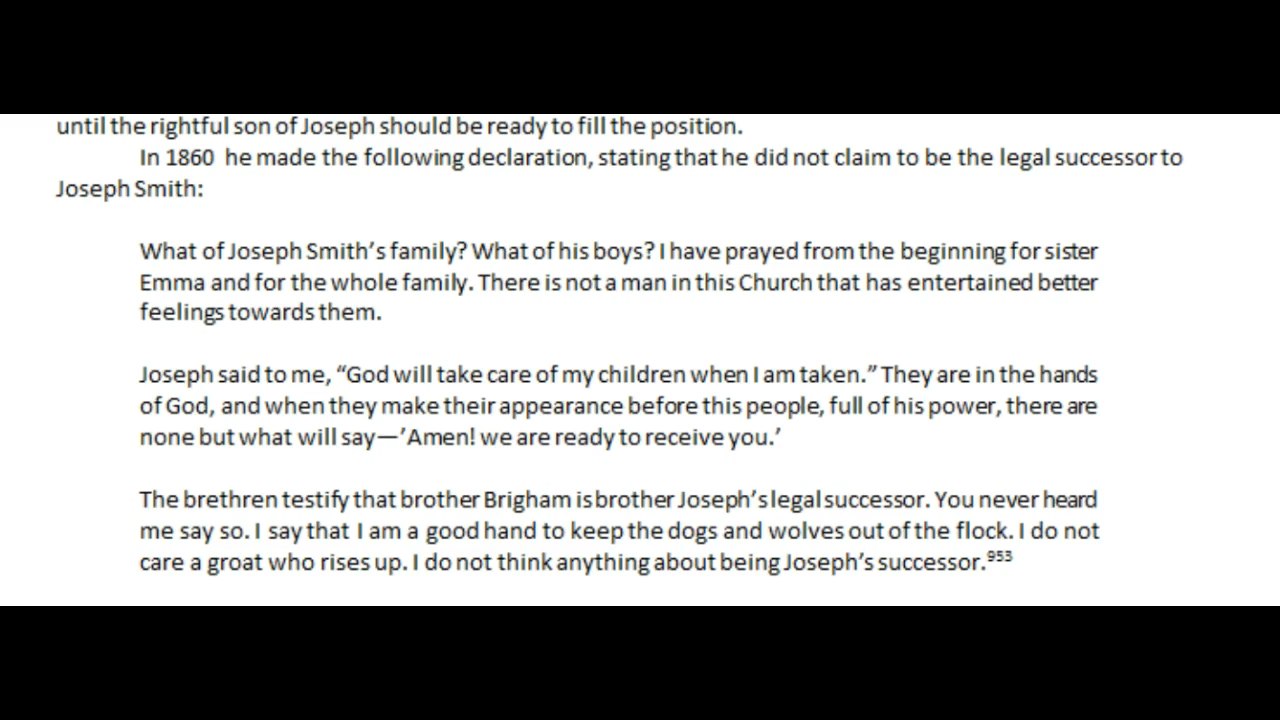 until the rightful son of Joseph should be ready to fill the position.
In 1860 he made the following declaration, stating that he did not claim to be the legal successor to
Joseph Smith:
What of Joseph Smith’s family? What of his boys? I have prayed from the beginning for sister
Emma and for the whole family. There is not a man in this Church that has entertained better
feelings towards them.
Joseph said to me, “God will take care of my children when I am taken.” They are in the hands
of God, and when they make their appearance before this people, full of his power, there are
none but what will say—’Amen! we are ready to receive you.’
The brethren testify that brother Brigham is brother Joseph’s legal successor. You never heard
me say so. I say that I am a good hand to keep the dogs and wolves out of the flock. I do not
care a groat who rises up. I do not think anything about being Joseph’s successor.953